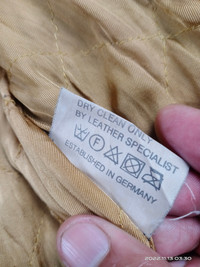 DRY CLEAN ONLY
BY LEATHER SPECIALIST
F
ESTABLISHED IN
GERMANY
2022.11.13 03:30